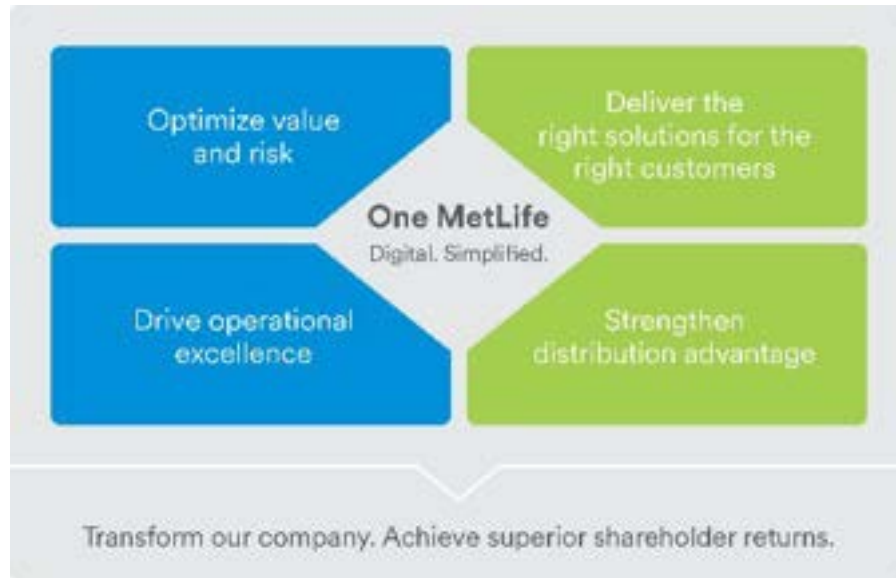 Optimize value
and risk
Deliver the
right solutions for the
right customers
One MetLife
Digital. Simplified.
Drive operational
excellence
Strengthen
distribution advantage
Transform our company. Achieve superior shareholder returns.